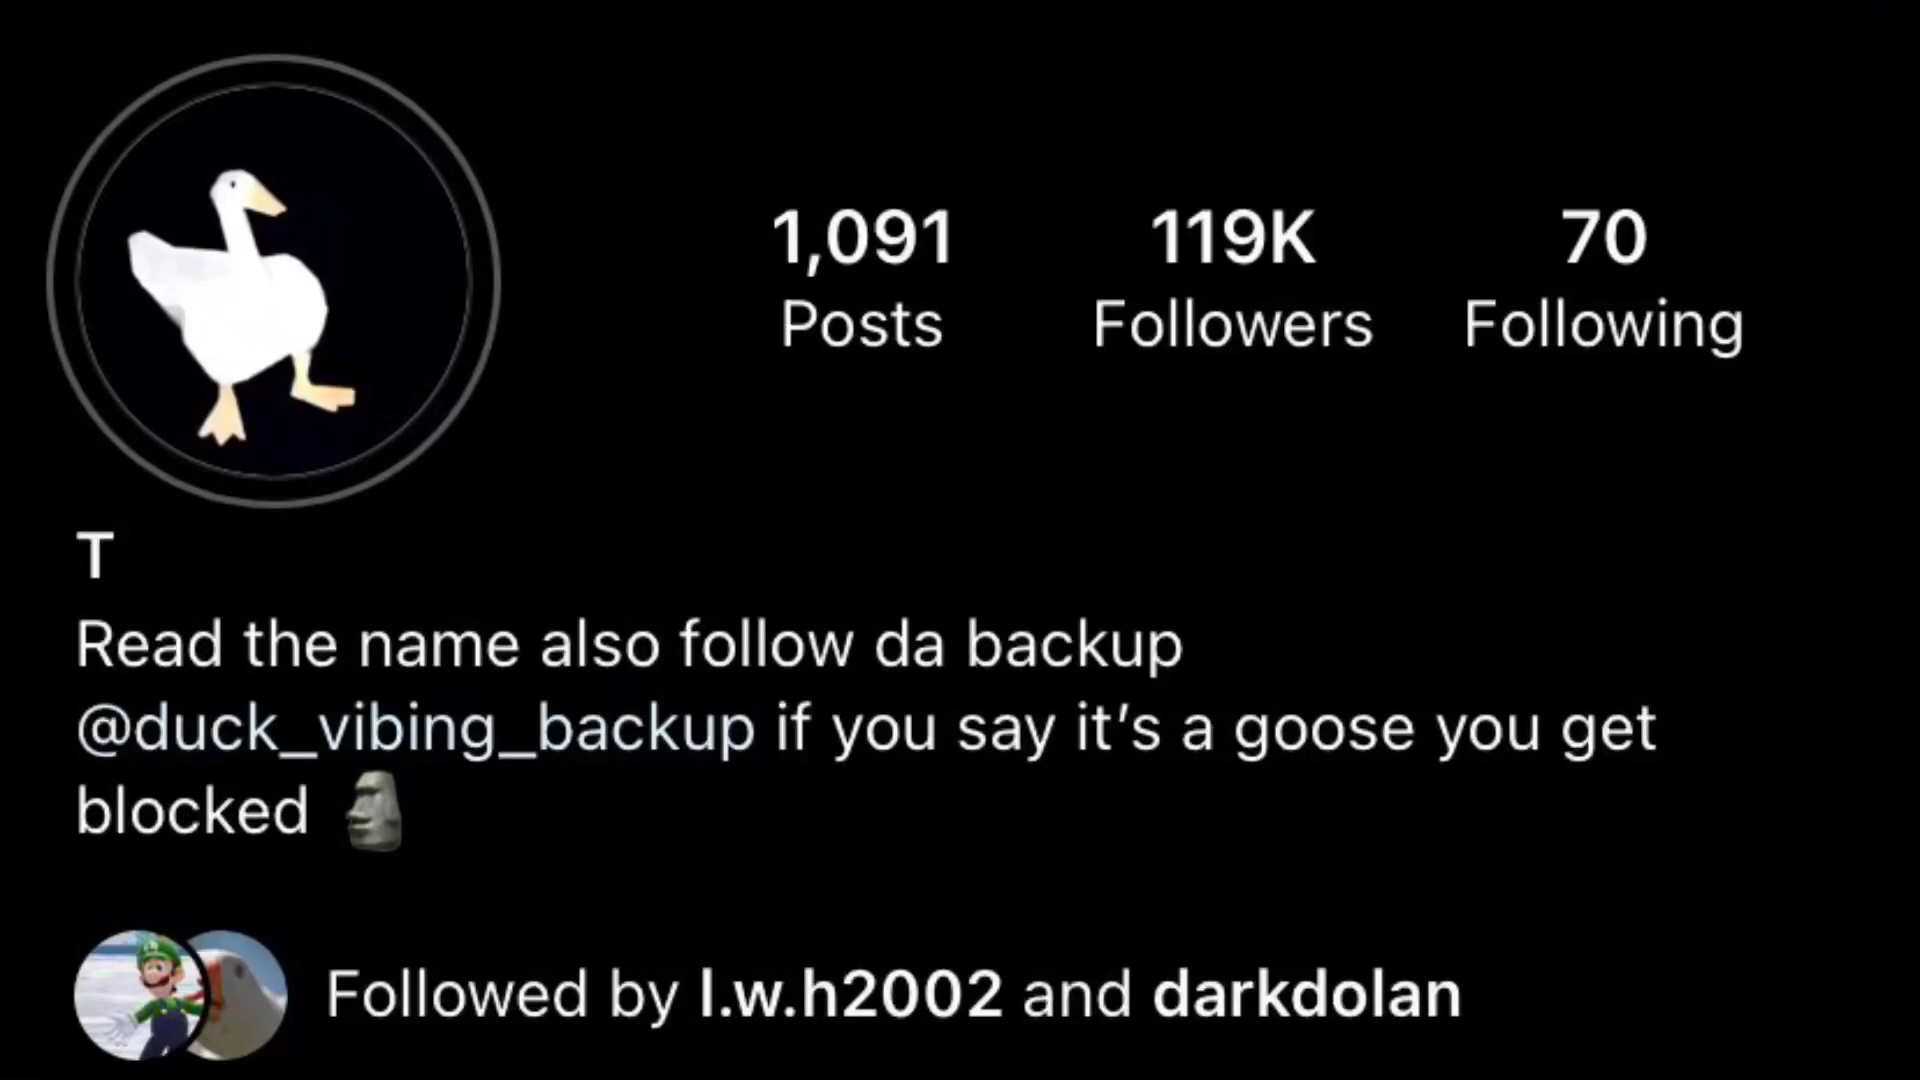 1,091 119K 70
Posts Followers Following
T
Read the name also follow da backup
@duck_vibing_backup if you say it’s a goose you get
blocked 🗿
Followed by l.w.h2002 and darkdolan